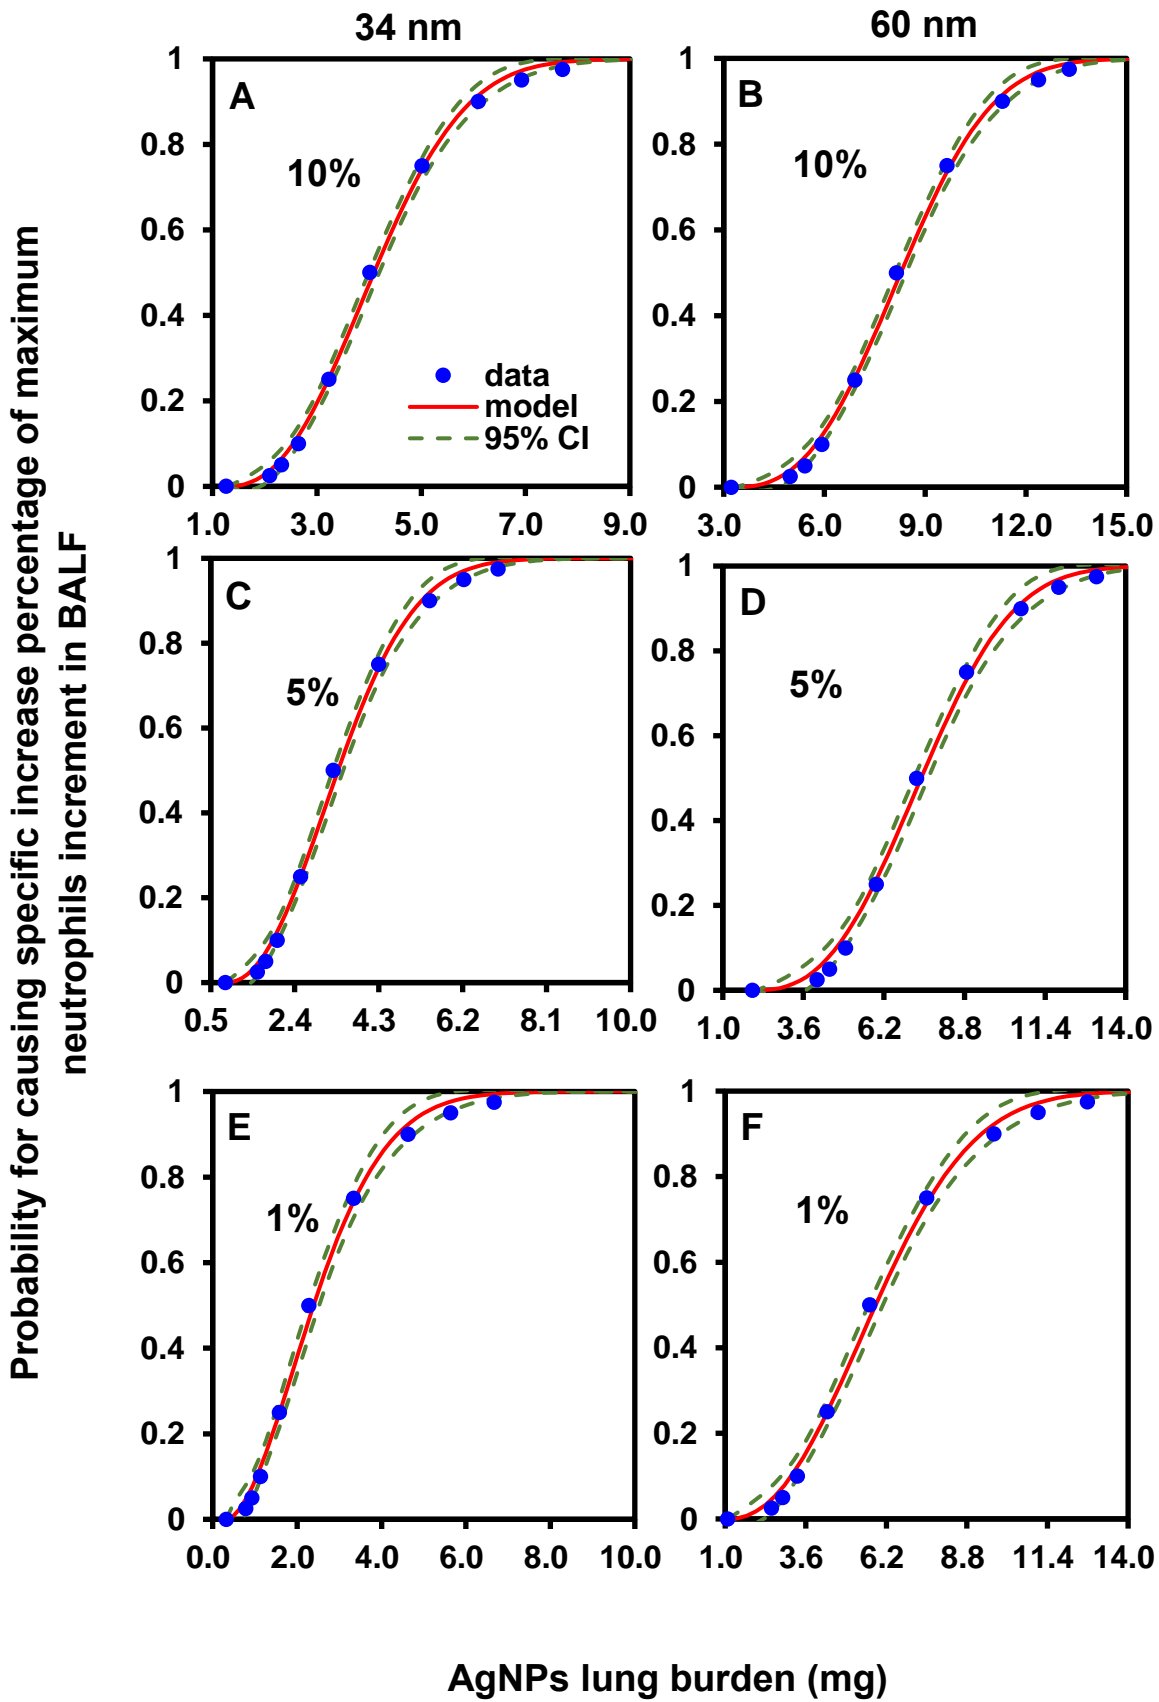 34 nm
60 nm
Probability for causing specific increase percentage of maximum
neutrophils increment in BALF
A
10%
data
model
95% CI
1
0.8
0.6
0.4
0.2
0
1.0 3.0 5.0 7.0 9.0
B
10%
1
0.8
0.6
0.4
0.2
0
3.0 6.0 9.0 12.0 15.0
C
5%
1
0.8
0.6
0.4
0.2
0
0.5 2.4 4.3 6.2 8.1 10.0
D
5%
1
0.8
0.6
0.4
0.2
0
1.0 3.6 6.2 8.8 11.4 14.0
E
1%
1
0.8
0.6
0.4
0.2
0
0.0 2.0 4.0 6.0 8.0 10.0
F
1%
1
0.8
0.6
0.4
0.2
0
1.0 3.6 6.2 8.8 11.4 14.0
AgNPs lung burden (mg)